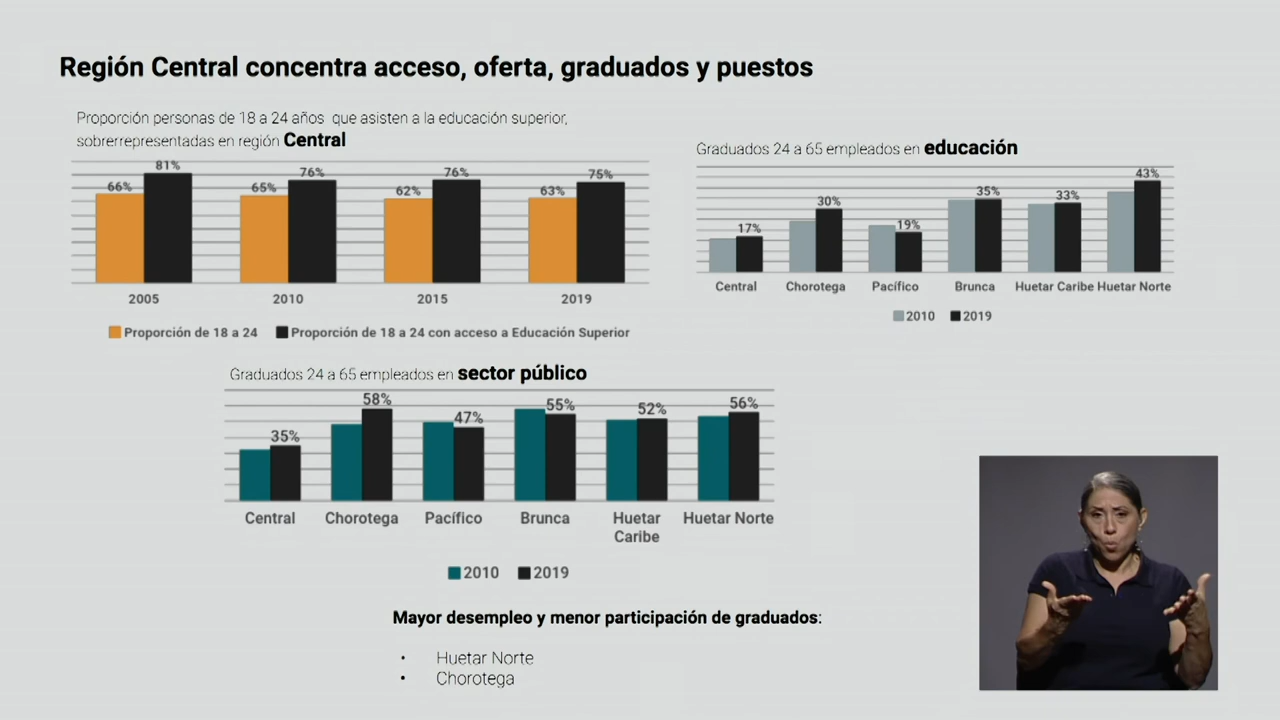 Región Central concentra acceso, oferta, graduados y puestos
Proporción personas de 18 a 24 años que asisten a la educación superior,
sobrerrepresentadas en región Central
81%
66%
76%
65%
76%
62%
75%
63%
2005
2010
2015
2019
Proporción de 18 a 24
Proporción de 18 a 24 con acceso a Educación Superior
Graduados 24 a 65 empleados en educación
17%
30%
19%
35%
33%
43%
Central
Chorotega
Pacífico
Brunca
Huetar Caribe
Huetar Norte
2010
2019
Graduados 24 a 65 empleados en sector público
35%
58%
47%
55%
52%
56%
Central
Chorotega
Pacífico
Brunca
Huetar
Caribe
Huetar Norte
2010
2019
Mayor desempleo y menor participación de graduados:
• Huetar Norte
• Chorotega